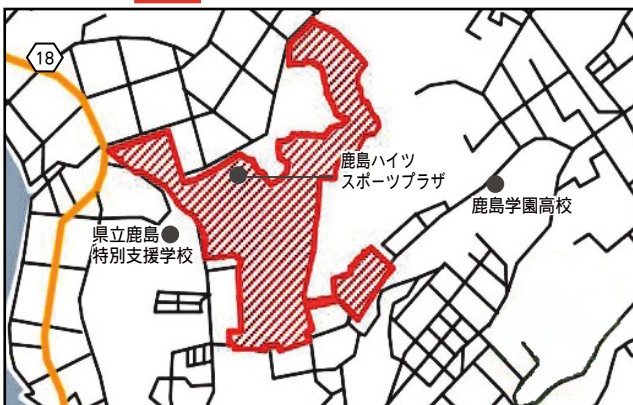 18
鹿島ハイツ
スポーツプラザ
鹿島学園高校
県立鹿島
特別支援学校